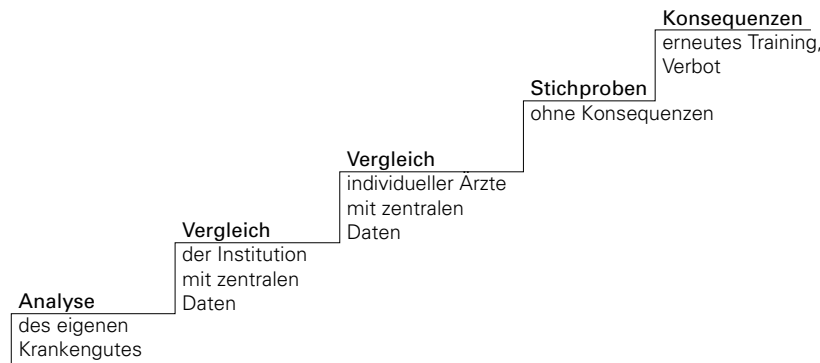 Konsequenzen
erneutes Training,
Verbot
Stichproben
ohne Konsequenzen
Vergleich
individueller Ärzte
mit zentralen
Daten
Vergleich
der Institution
mit zentralen
Daten
Analyse
des eigenen
Krankengutes